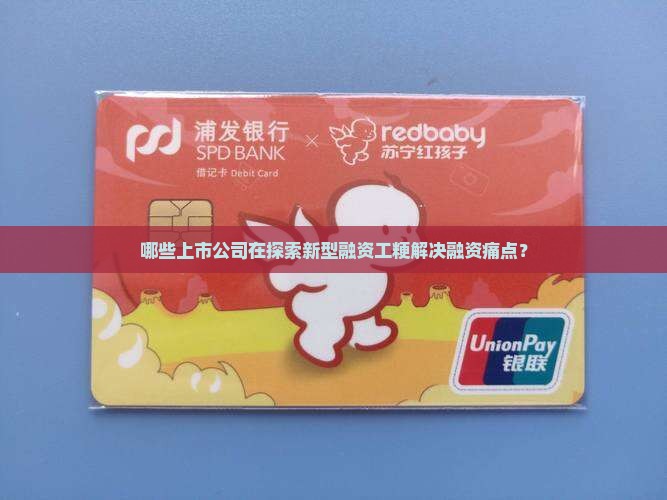 浦发银行
SPD BANK
借记卡 Debit Card
×
redbaby
苏宁红孩子
哪些上市公司在探索新型融资工粳解决融资痛点？
UnionPay
银联